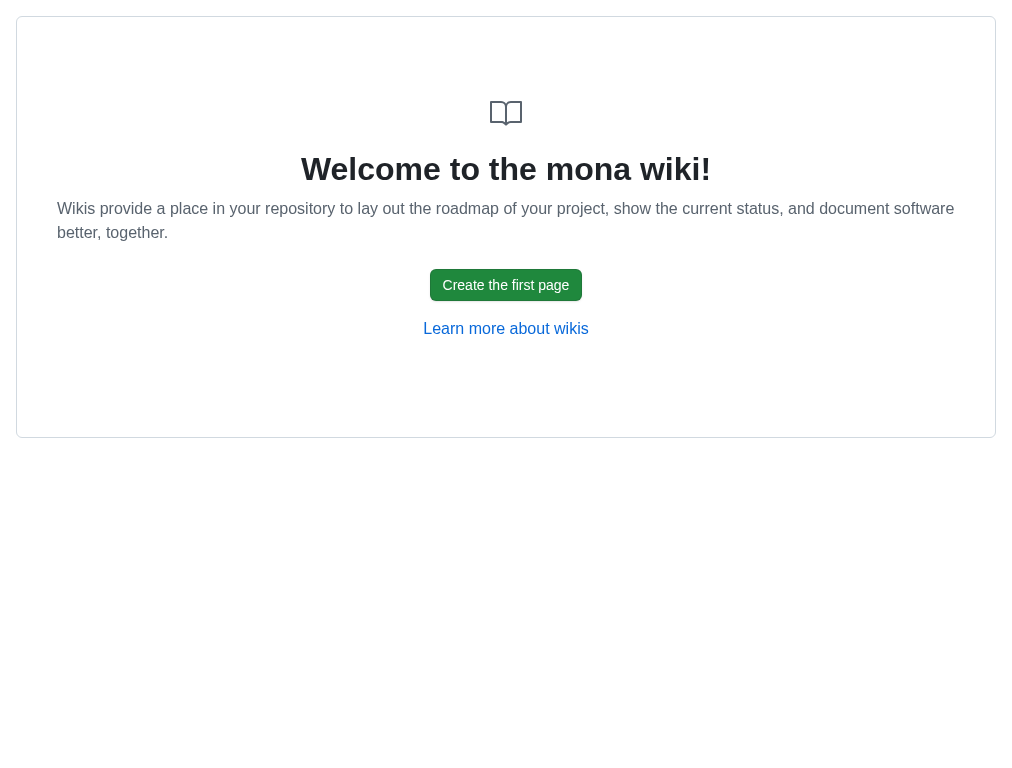 Welcome to the mona wiki!
Wikis provide a place in your repository to lay out the roadmap of your project, show the current status, and document software
better, together.
Create the first page
Learn more about wikis